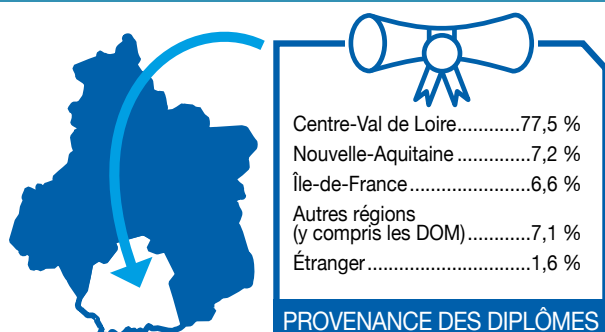 Centre-Val de Loire............77,5 %
Nouvelle-Aquitaine..............7,2 %
Île-de-France.......................6,6 %
Autres régions
(y compris les DOM)............7,1 %
Étranger...............................1,6 %
PROVENANCE DES DIPLÔMES